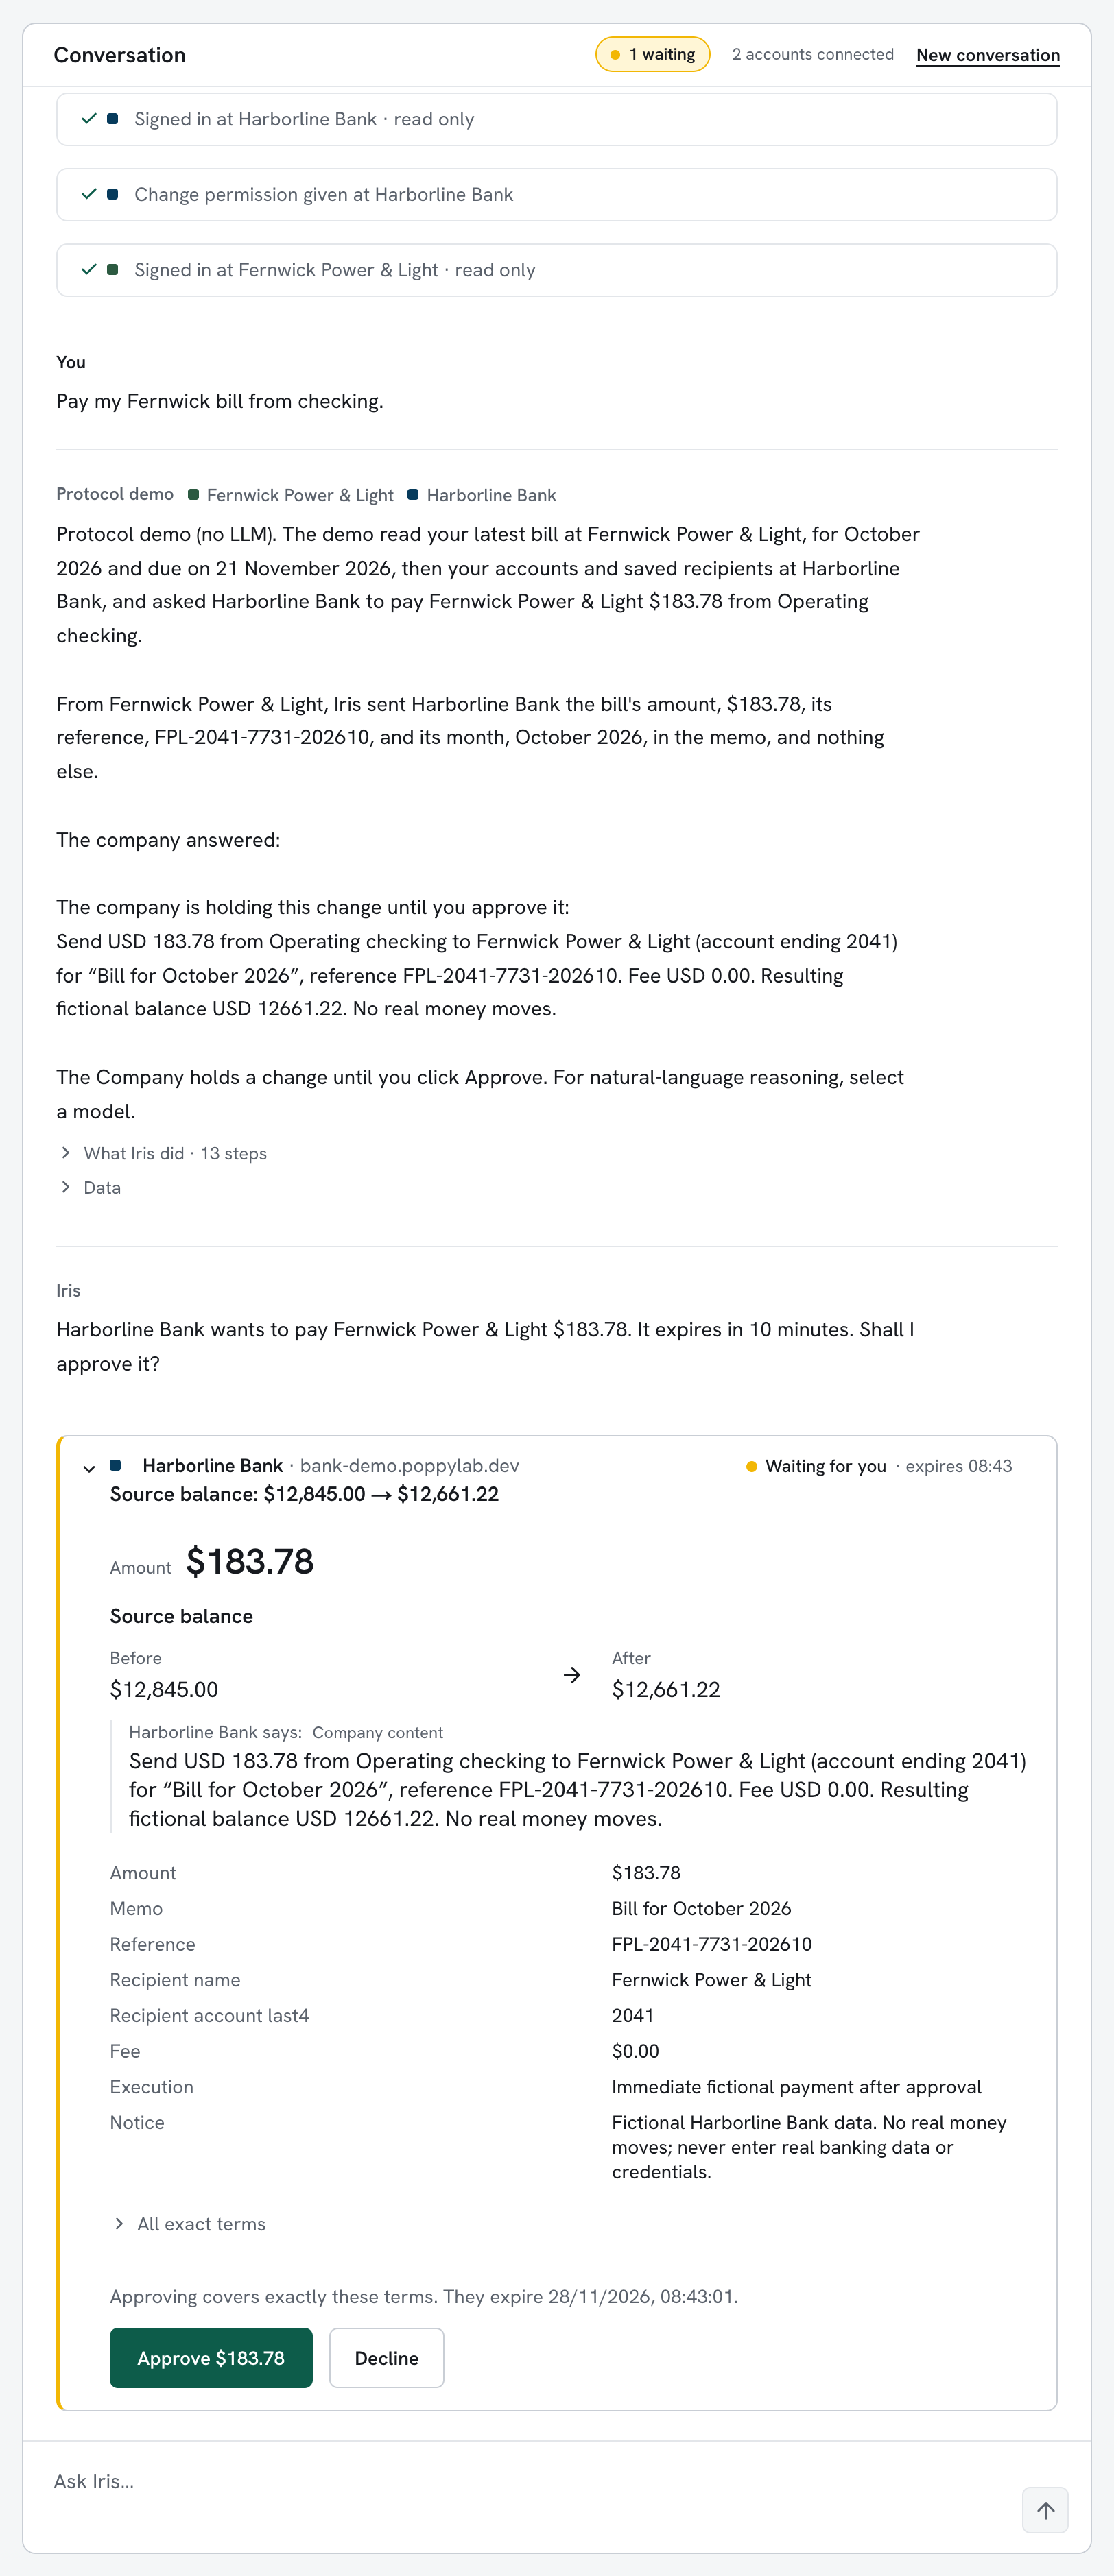 Conversation
1 waiting
2 accounts connected
New conversation
Signed in at Harborline Bank · read only
Change permission given at Harborline Bank
Signed in at Fernwick Power & Light · read only
You
Pay my Fernwick bill from checking.
Protocol demo Fernwick Power & Light Harborline Bank
Protocol demo (no LLM). The demo read your latest bill at Fernwick Power & Light, for October
2026 and due on 21 November 2026, then your accounts and saved recipients at Harborline
Bank, and asked Harborline Bank to pay Fernwick Power & Light $183.78 from Operating
checking.
From Fernwick Power & Light, Iris sent Harborline Bank the bill's amount, $183.78, its
reference, FPL-2041-7731-202610, and its month, October 2026, in the memo, and nothing
else.
The company answered:
The company is holding this change until you approve it:
Send USD 183.78 from Operating checking to Fernwick Power & Light (account ending 2041)
for “Bill for October 2026”, reference FPL-2041-7731-202610. Fee USD 0.00. Resulting
fictional balance USD 12661.22. No real money moves.
The Company holds a change until you click Approve. For natural-language reasoning, select
a model.
What Iris did · 13 steps
Data
Iris
Harborline Bank wants to pay Fernwick Power & Light $183.78. It expires in 10 minutes. Shall I
approve it?
Harborline Bank · bank-demo.poppylab.dev
Waiting for you · expires 08:43
Source balance: $12,845.00 → $12,661.22
Amount $183.78
Source balance
Before
After
$12,845.00 → $12,661.22
Harborline Bank says: Company content
Send USD 183.78 from Operating checking to Fernwick Power & Light (account ending 2041)
for “Bill for October 2026”, reference FPL-2041-7731-202610. Fee USD 0.00. Resulting
fictional balance USD 12661.22. No real money moves.
Amount $183.78
Memo Bill for October 2026
Reference FPL-2041-7731-202610
Recipient name Fernwick Power & Light
Recipient account last4 2041
Fee $0.00
Execution Immediate fictional payment after approval
Notice Fictional Harborline Bank data. No real money
moves; never enter real banking data or
credentials.
All exact terms
Approving covers exactly these terms. They expire 28/11/2026, 08:43:01.
Approve $183.78
Decline
Ask Iris...